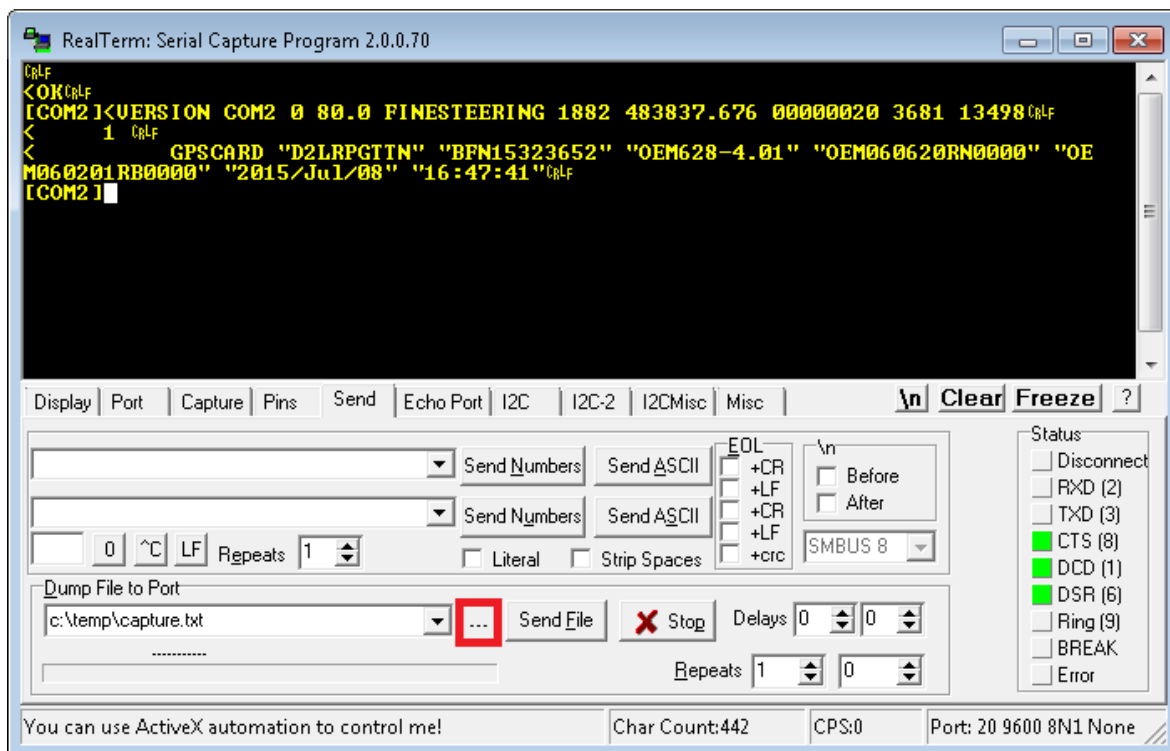 RealTerm: Serial Capture Program 2.0.0.70
CRLF
<OKCRLF
[COM2]<VERSION COM2 0 80.0 FINESTEERING 1882 483837.676 00000020 3681 13498CRLF
< 1 CRLF
< GPSCARD "D2LRPGTTN" "BFN15323652" "OEM628-4.01" "OEM060620RN0000" "OE
M060201RB0000" "2015/Jul/08" "16:47:41"CRLF
[COM2]
Display Port Capture Pins Send Echo Port I2C I2C-2 I2CMisc Misc \n Clear Freeze ?
EOL \n Status
Send Numbers Send ASCII +CR Before Disconnect
+LF After RXD (2)
Send Numbers Send ASCII +CR TXD (3)
+LF SMBUS 8 CTS (8)
0 ^C LF Repeats 1 Literal Strip Spaces +crc DCD (1)
Dump File to Port DSR (6)
c:\temp\capture.txt ... Send File Stop Delays 0 0 Ring (9)
----------- BREAK
Repeats 1 0 Error
You can use ActiveX automation to control me! Char Count:442 CPS:0 Port: 20 9600 8N1 None